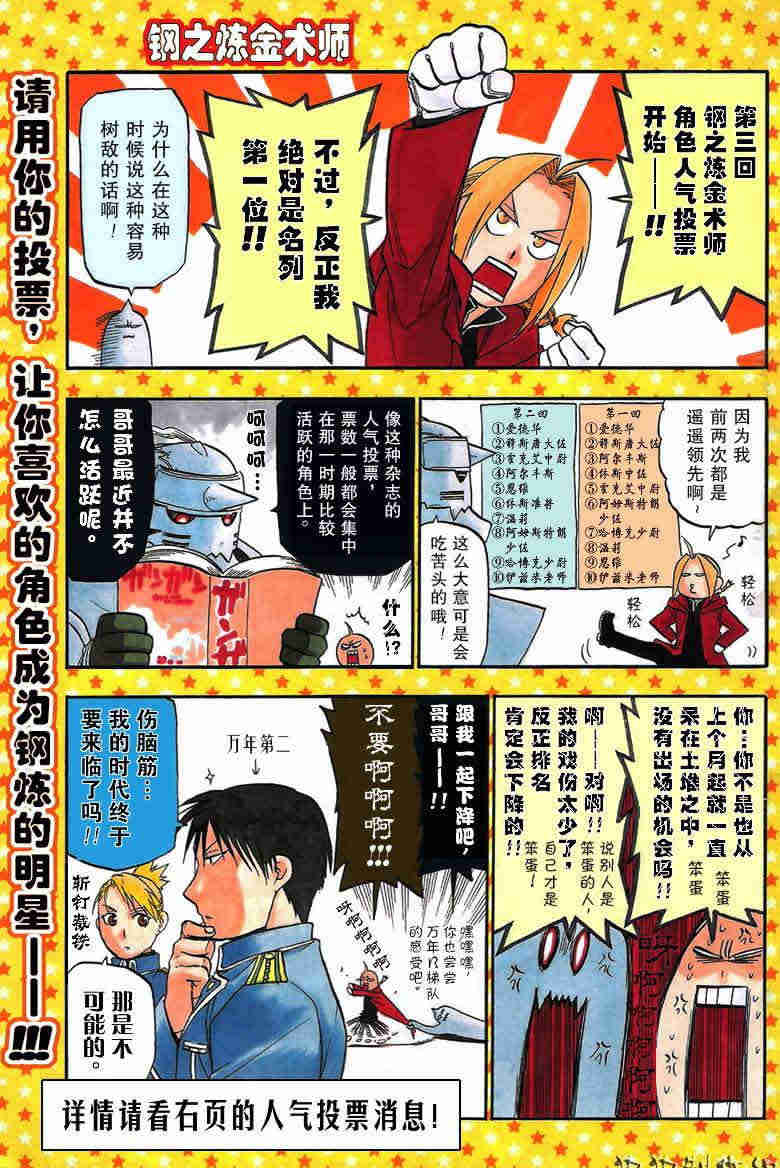 钢之炼金术师
请用你的投票，让你喜欢的角色成为钢炼的明星——!!!
第三回
钢之炼金术师
角色人气投票
开始——!!
不过，反正我
绝对是名列
第一位!!
为什么在这种
时候说这种容易
树敌的话啊！
因为我
前两次都是
遥遥领先啊~
轻松
轻松
第一回
①爱德华
②穆斯唐大佐
③阿尔丰斯
④休斯中佐
⑤霍克艾中尉
⑥阿姆斯特朗
少佐
⑦哈博克少尉
⑧温莉
⑨恩维
⑩伊兹米老师
第二回
①爱德华
②穆斯唐大佐
③霍克艾中尉
④阿尔丰斯
⑤恩维
⑥休斯准将
⑦温莉
⑧阿姆斯特朗
少佐
⑨哈博克少尉
⑩伊兹米老师
这么大意可是会
吃苦头的哦！
像这种杂志的
人气投票，
票数一般都会集中
在那一时期比较
活跃的角色上。
呵呵呵
哥哥最近并不
怎么活跃呢。
ガンガン
什么!?
你…你不是也从
上个月起就一直
呆在土堆之中，
没有出场的机会吗!!
笨蛋
笨蛋
啊——对啊!!
我的戏份太少了，
反正排名
肯定会下降的!!
说别人是
笨蛋的人，
自己才是
笨蛋！
呀啊啊啊啊啊
跟我一起下降吧，
哥哥——!!
不要啊啊啊!!!
嘿嘿嘿，
你也尝尝
万年2梯队
的感受吧。
呀啊啊啊啊
万年第二
伤脑筋…
我的时代终于
要来临了吗!!
斩钉截铁
那是不
可能的。
详情请看右页的人气投票消息！